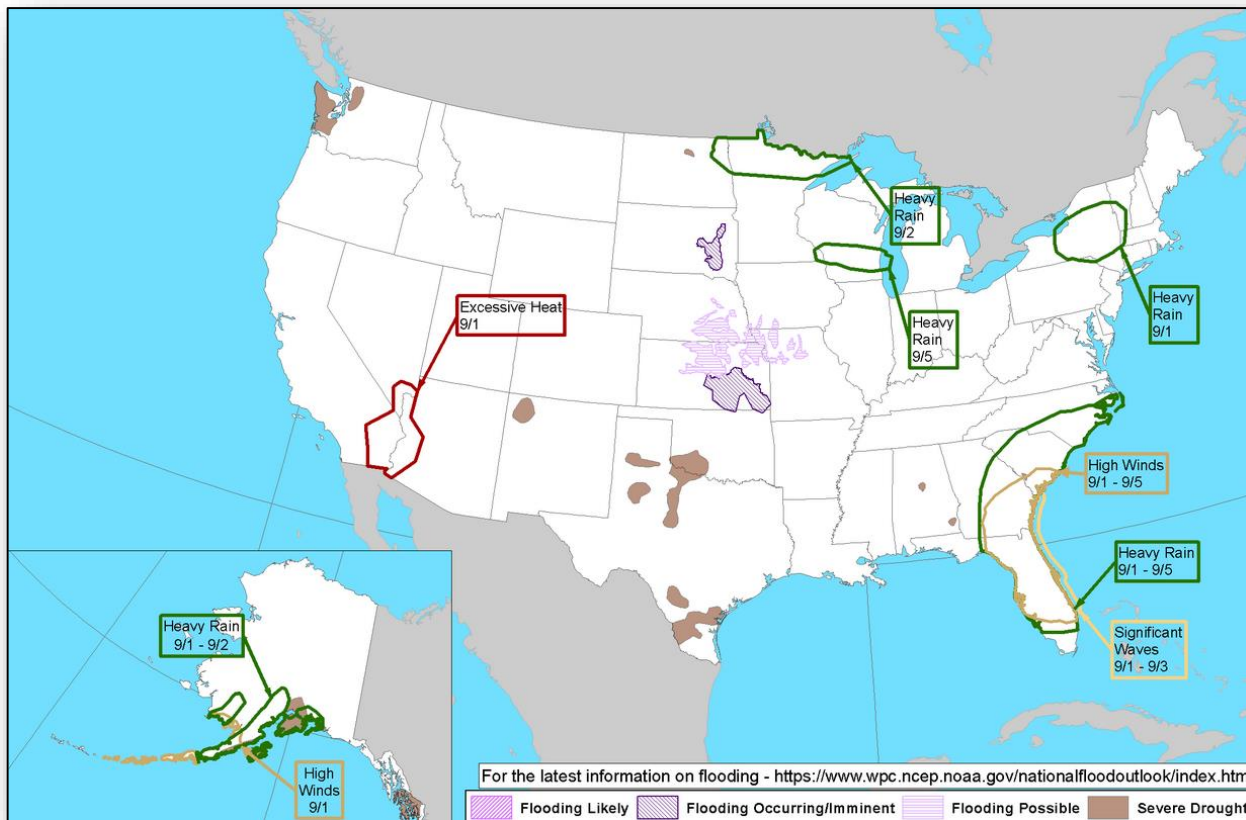 Heavy
Rain
9/2
Excessive Heat
9/1
Heavy
Rain
9/1
Heavy
Rain
9/5
High Winds
9/1 - 9/5
Heavy Rain
9/1 - 9/5
Significant
Waves
9/1 - 9/3
Heavy Rain
9/1 - 9/2
High
Winds
9/1
For the latest information on flooding - https://www.wpc.ncep.noaa.gov/nationalfloodoutlook/index.htm
Flooding Likely
Flooding Occurring/Imminent
Flooding Possible
Severe Drought